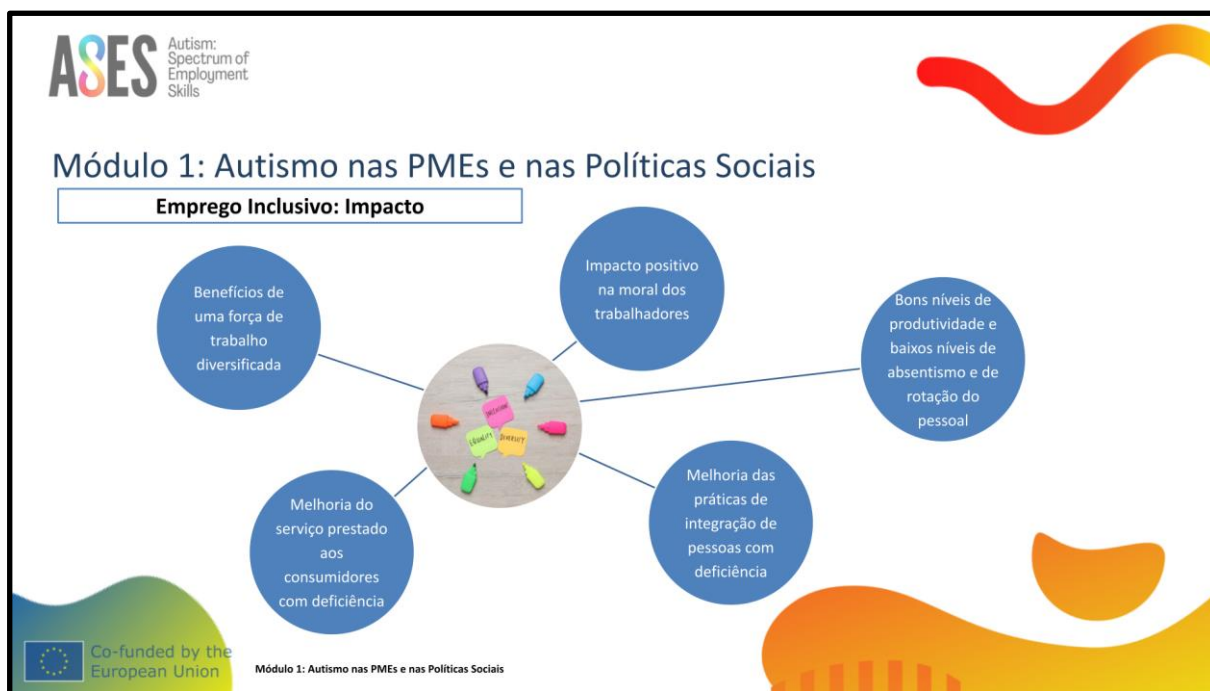 ASES
Autism:
Spectrum of
Employment
Skills
Módulo 1: Autismo nas PMEs e nas Políticas Sociais
Emprego Inclusivo: Impacto
Benefícios de
uma força de
trabalho
diversificada
Impacto positivo
na moral dos
trabalhadores
Bons níveis de
produtividade e
baixos níveis de
absentismo e de
rotação do
pessoal
INCLUSION
EQUALITY
DIVERSITY
Melhoria do
serviço prestado
aos
consumidores
com deficiência
Melhoria das
práticas de
integração de
pessoas com
deficiência
Co-funded by the
European Union
Módulo 1: Autismo nas PMEs e nas Políticas Sociais